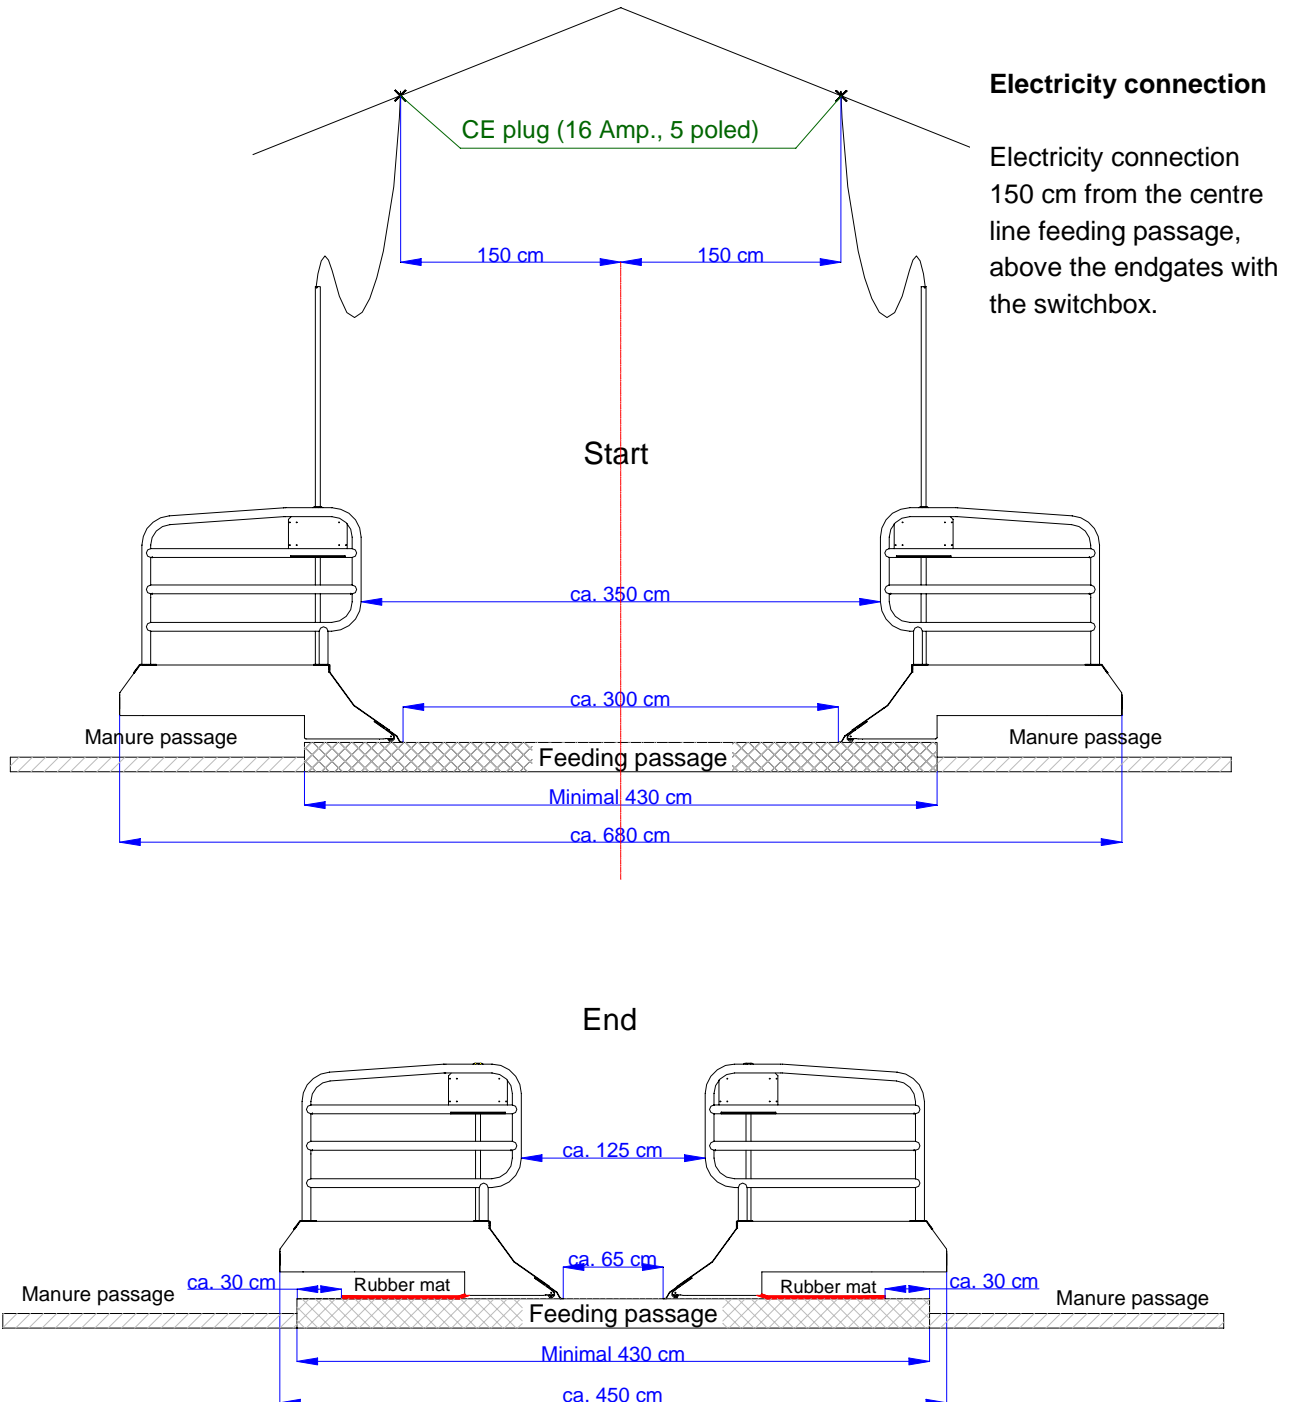 Electricity connection
CE plug (16 Amp., 5 poled)
Electricity connection
150 cm from the centre
line feeding passage,
above the endgates with
the switchbox.
150 cm
150 cm
Start
ca. 350 cm
ca. 300 cm
Manure passage
Manure passage
Feeding passage
Minimal 430 cm
ca. 680 cm
End
ca. 125 cm
ca. 65 cm
ca. 30 cm
Rubber mat
Rubber mat
ca. 30 cm
Manure passage
Manure passage
Feeding passage
Minimal 430 cm
ca. 450 cm